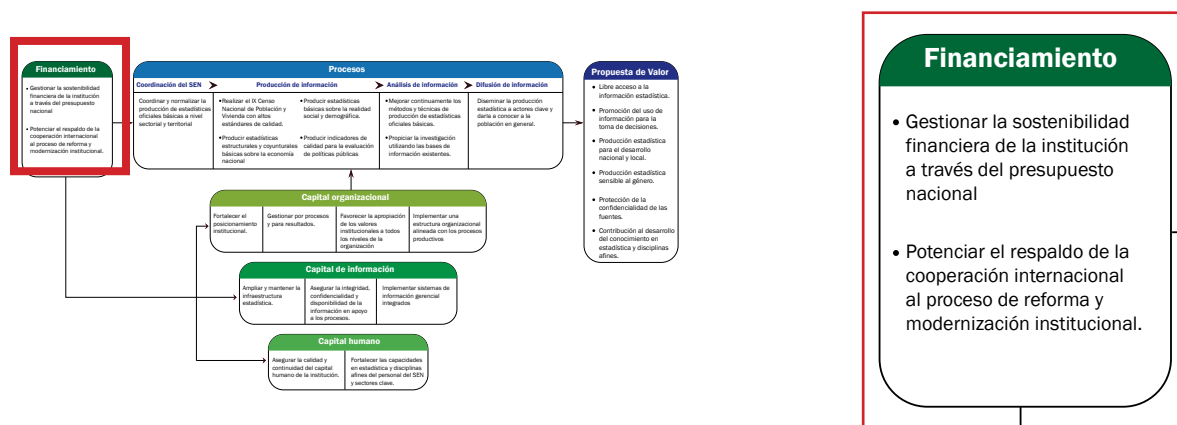 Financiamiento
• Gestionar la sostenibilidad
financiera de la institución
a través del presupuesto
nacional
• Potenciar el respaldo de la
cooperación internacional
al proceso de reforma y
modernización institucional.
Procesos
Coordinación del SEN
Coordinar y normalizar la
producción de estadísticas
oficiales básicas a nivel
sectorial y territorial
Producción de información
•Realizar el IX Censo
Nacional de Población y
Vivienda con altos
estándares de calidad.
•Producir estadísticas
estructurales y coyunturales
básicas sobre la economía
nacional
•Producir estadísticas
básicas sobre la realidad
social y demográfica.
•Producir indicadores de
calidad para la evaluación
de políticas públicas
Análisis de información
•Mejorar continuamente los
métodos y técnicas de
producción de estadísticas
oficiales básicas.
•Propiciar la investigación
utilizando las bases de
información existentes.
Difusión de información
Diseminar la producción
estadística a actores clave y
darla a conocer a la
población en general.
Propuesta de Valor
• Libre acceso a la
información estadística.
• Promoción del uso de
información para la
toma de decisiones.
• Producción estadística
para el desarrollo
nacional y local.
• Producción estadística
sensible al género.
• Protección de la
confidencialidad de las
fuentes.
• Contribución al desarrollo
del conocimiento en
estadística y disciplinas
afines.
Capital organizacional
Fortalecer el
posicionamiento
institucional.
Gestionar por procesos
y para resultados.
Favorecer la apropiación
de los valores
institucionales a todos
los niveles de la
organización
Implementar una
estructura organizacional
alineada con los procesos
productivos
Capital de información
Ampliar y mantener la
infraestructura
estadística.
Asegurar la integridad,
confidencialidad y
disponibilidad de la
información en apoyo
a los procesos.
Implementar sistemas de
información gerencial
integrados
Capital humano
Asegurar la calidad y
continuidad del capital
humano de la institución.
Fortalecer las capacidades
en estadística y disciplinas
afines del personal del SEN
y sectores clave.
Financiamiento
• Gestionar la sostenibilidad
financiera de la institución
a través del presupuesto
nacional
• Potenciar el respaldo de la
cooperación internacional
al proceso de reforma y
modernización institucional.